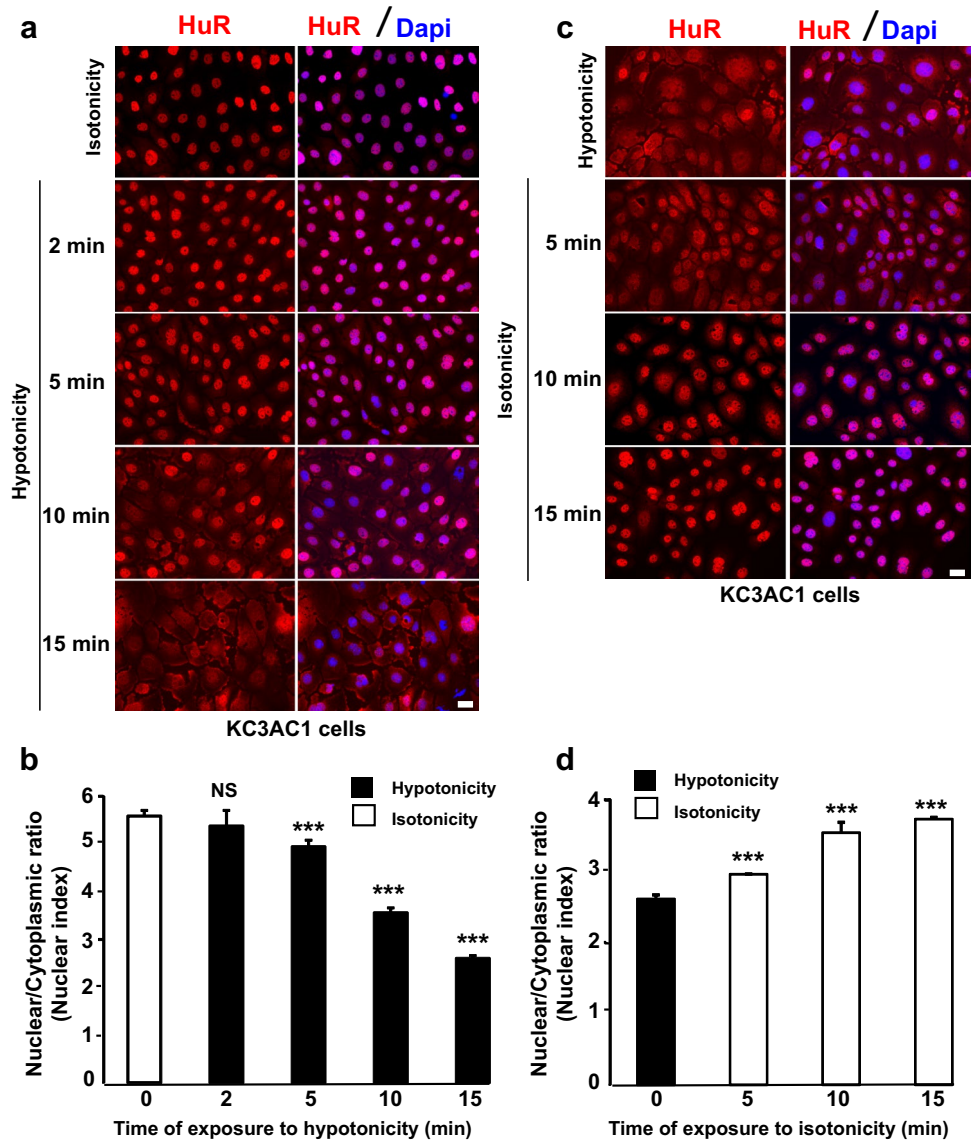 a
HuR
HuR / Dapi
Isotonicity
Hypotonicity
2 min
5 min
10 min
15 min
KC3AC1 cells
c
HuR
HuR / Dapi
Hypotonicity
Isotonicity
5 min
10 min
15 min
KC3AC1 cells
b
Nuclear/Cytoplasmic ratio
(Nuclear index)
6
5
4
3
2
1
0
NS
***
***
***
Hypotonicity
Isotonicity
0 2 5 10 15
Time of exposure to hypotonicity (min)
d
Nuclear/Cytoplasmic ratio
(Nuclear index)
4
3
2
1
0
Hypotonicity
Isotonicity
***
***
***
0 5 10 15
Time of exposure to isotonicity (min)